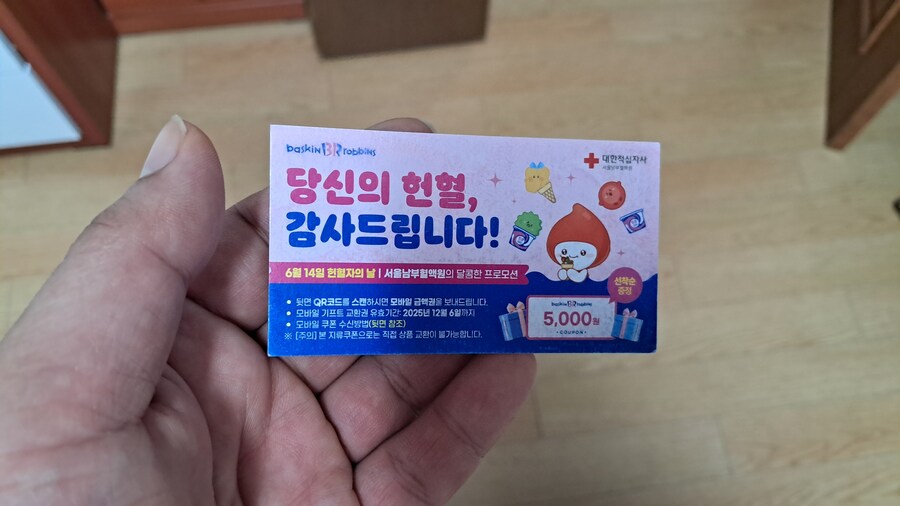 baskin BR robbins
대한적십자사
서울남부혈액원
당신의 헌혈,
감사드립니다!
6월 14일 헌혈자의 날 | 서울남부혈액원의 달콤한 프로모션
선착순
증정
• 뒷면 QR코드를 스캔하시면 모바일 금액권을 보내드립니다.
• 모바일 기프트 교환권 유효기간: 2025년 12월 6일까지
• 모바일 쿠폰 수신방법(뒷면 참조)
※ [주의] 본 지류쿠폰으로는 직접 상품 교환이 불가능합니다.
baskin BR robbins
5,000원
- COUPON -